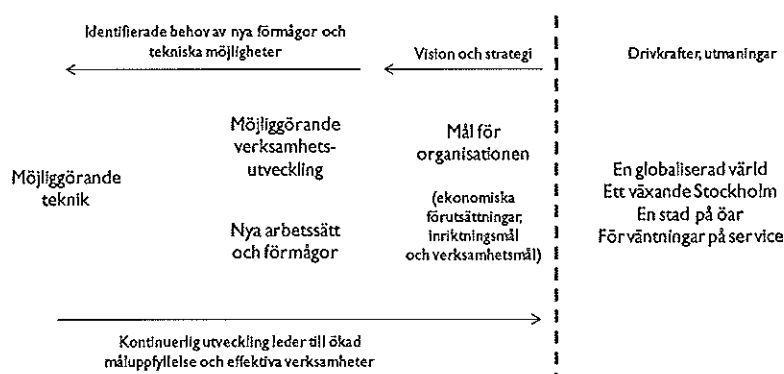 Identifierade behov av nya förmågor och
tekniska möjligheter
Vision och strategi
Drivkrafter, utmaningar
Möjliggörande
teknik
Möjliggörande
verksamhets-
utveckling
Nya arbetssätt
och förmågor
Mål för
organisationen
(ekonomiska
förutsättningar,
inriktningsmål
och verksamhetsmål)
En globaliserad värld
Ett växande Stockholm
En stad på öar
Förväntningar på service
Kontinuerlig utveckling leder till ökad
måluppfyllelse och effektiva verksamheter